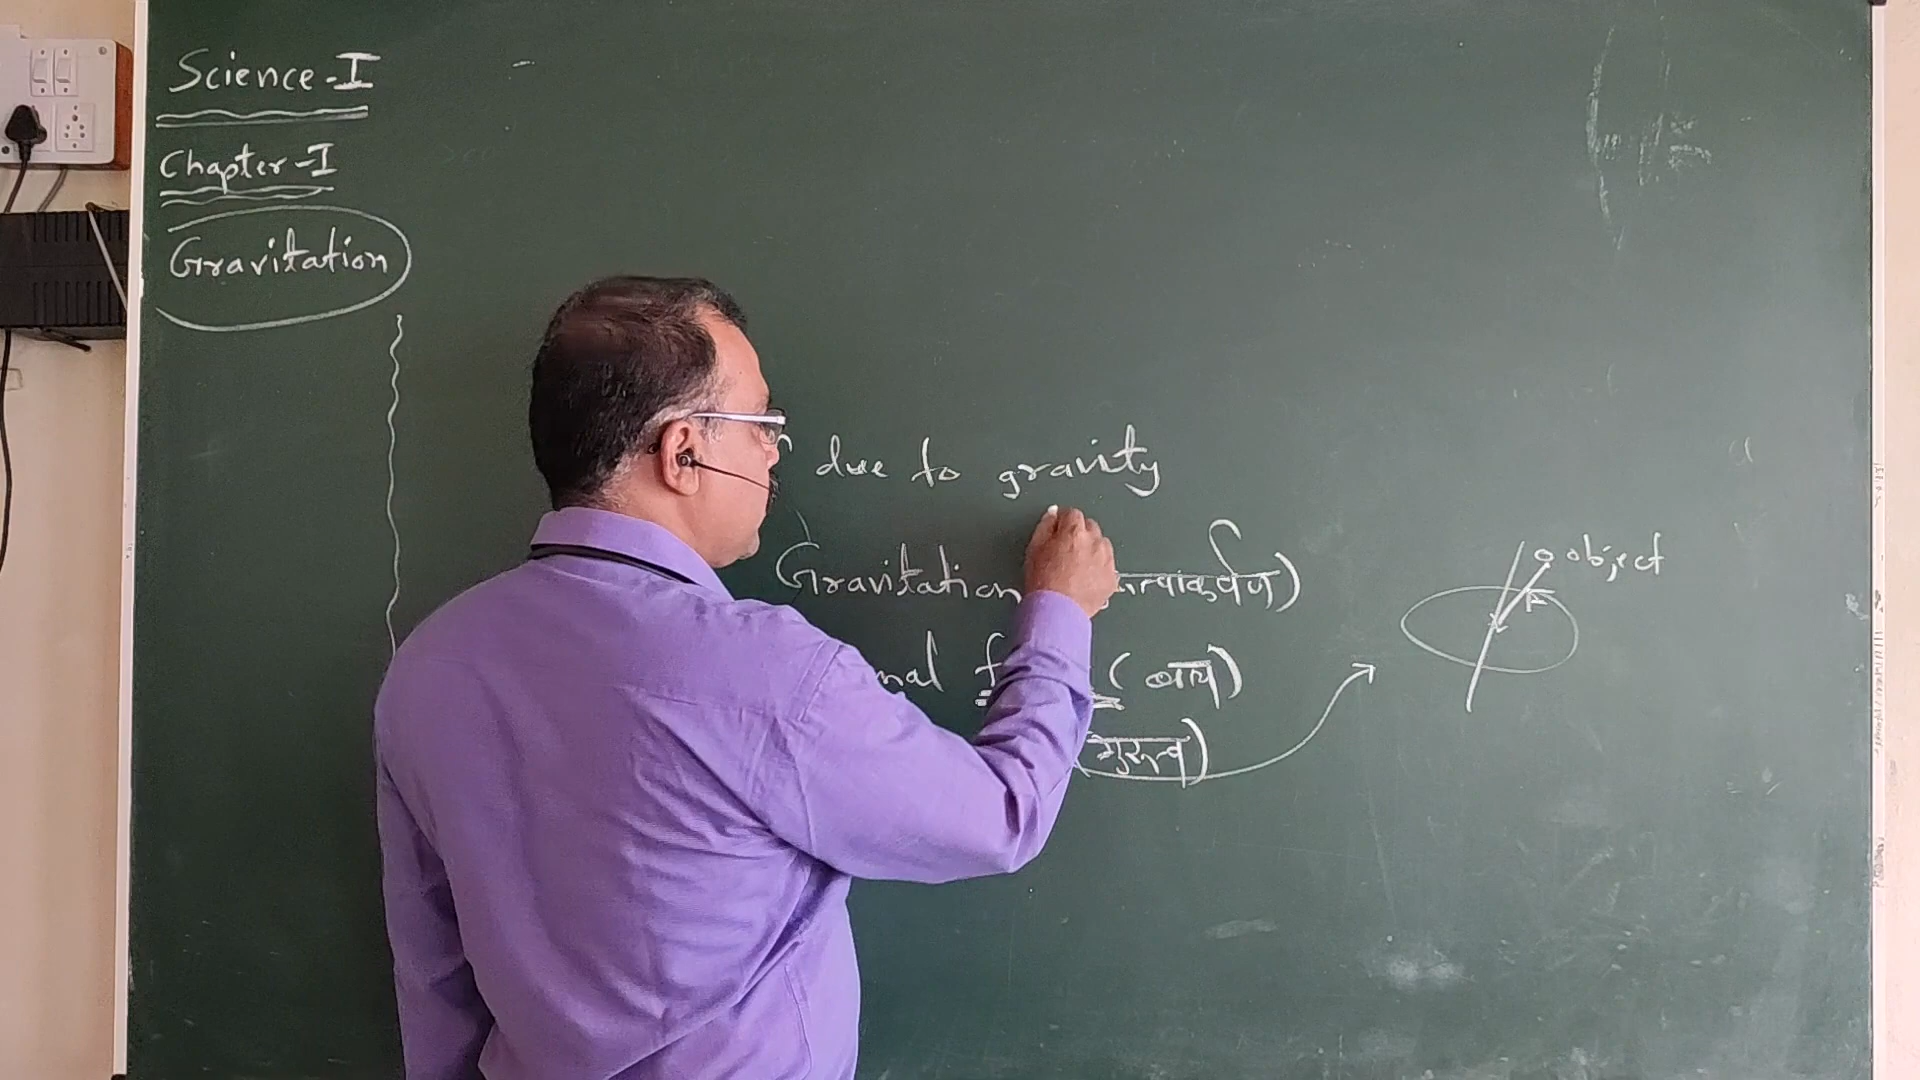 Science-I
Chapter-I
Gravitation
due to gravity
Gravitation
(बल)
(गुरुत्व)
object
F